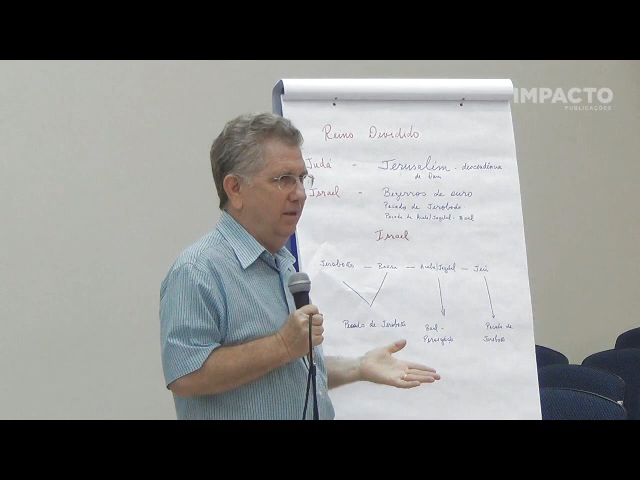 IMPACTO
PUBLICAÇÕES
Reino Dividido
Judá - Jerusalém - descendência
de Davi
Israel - Bezerros de ouro
Pecado de Jeroboão
Pecado de Acabe/Jezabel - Baal
Israel
Jeroboão - Baasa - Acabe/Jezabel - Jeú
Pecado de Jeroboão
Baal -
Perseguição
Pecado de
Jeroboão